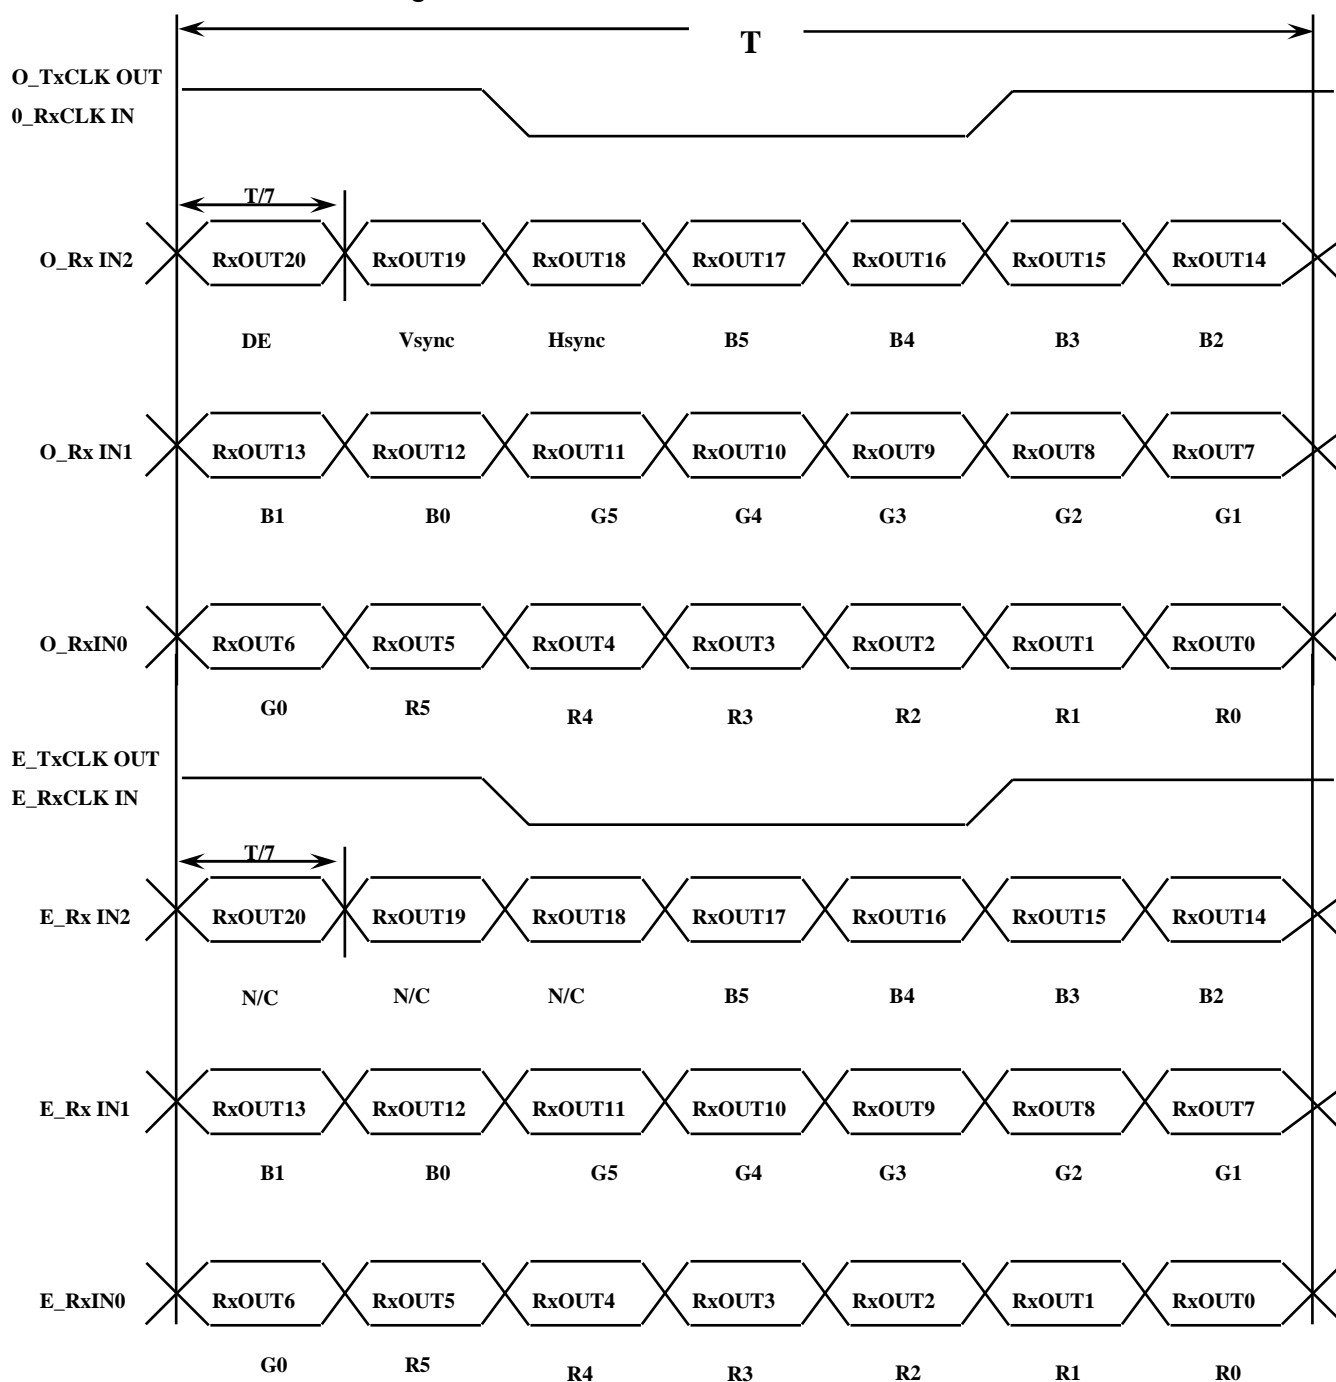 T
O_TxCLK OUT
0_RxCLK IN
T/7
O_Rx IN2 RxOUT20 RxOUT19 RxOUT18 RxOUT17 RxOUT16 RxOUT15 RxOUT14
DE Vsync Hsync B5 B4 B3 B2
O_Rx IN1 RxOUT13 RxOUT12 RxOUT11 RxOUT10 RxOUT9 RxOUT8 RxOUT7
B1 B0 G5 G4 G3 G2 G1
O_RxIN0 RxOUT6 RxOUT5 RxOUT4 RxOUT3 RxOUT2 RxOUT1 RxOUT0
G0 R5 R4 R3 R2 R1 R0
E_TxCLK OUT
E_RxCLK IN
T/7
E_Rx IN2 RxOUT20 RxOUT19 RxOUT18 RxOUT17 RxOUT16 RxOUT15 RxOUT14
N/C N/C N/C B5 B4 B3 B2
E_Rx IN1 RxOUT13 RxOUT12 RxOUT11 RxOUT10 RxOUT9 RxOUT8 RxOUT7
B1 B0 G5 G4 G3 G2 G1
E_RxIN0 RxOUT6 RxOUT5 RxOUT4 RxOUT3 RxOUT2 RxOUT1 RxOUT0
G0 R5 R4 R3 R2 R1 R0